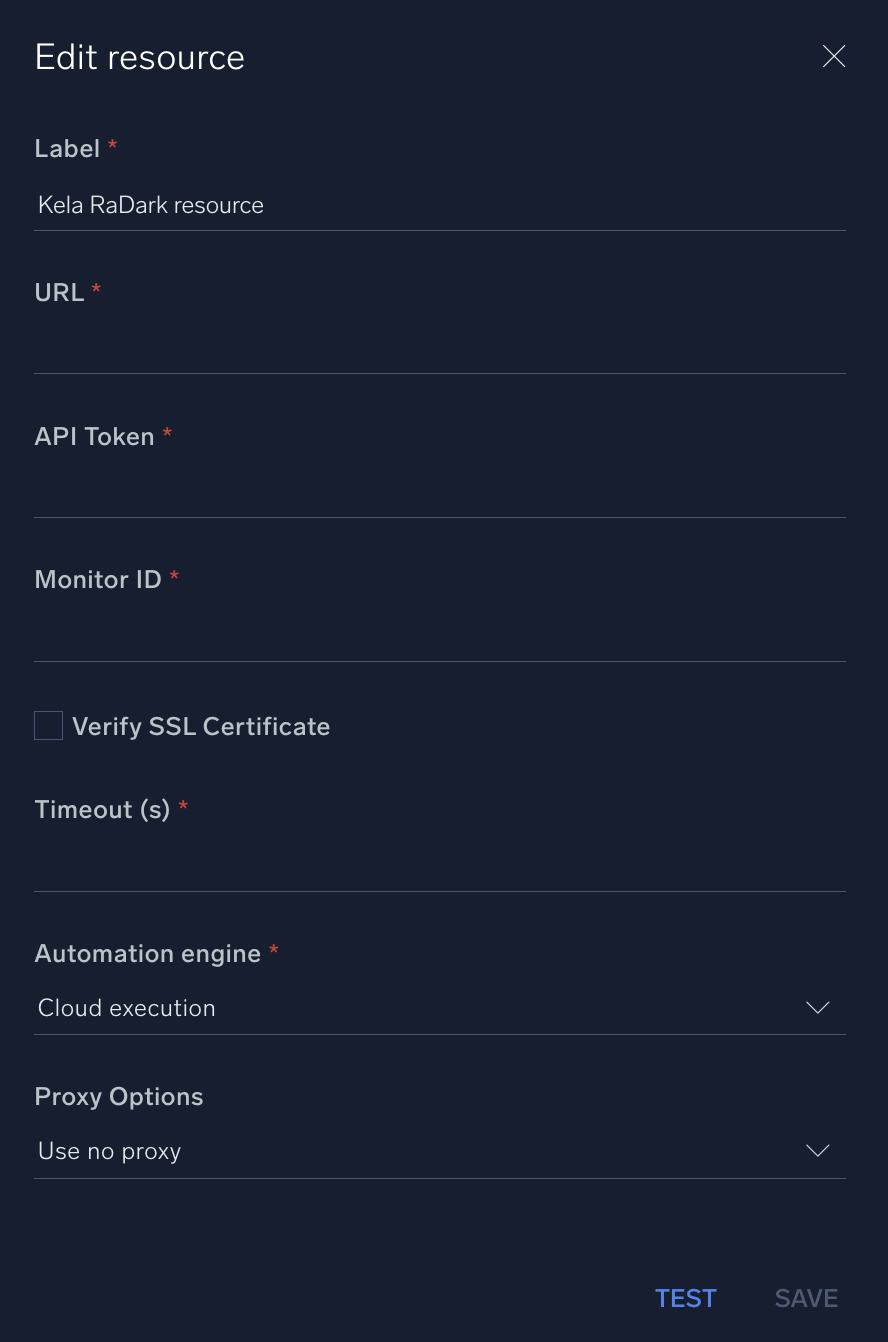 Edit resource
Label *
Kela RaDark resource
URL *
API Token *
Monitor ID *
Verify SSL Certificate
Timeout (s) *
Automation engine *
Cloud execution
Proxy Options
Use no proxy
TEST SAVE